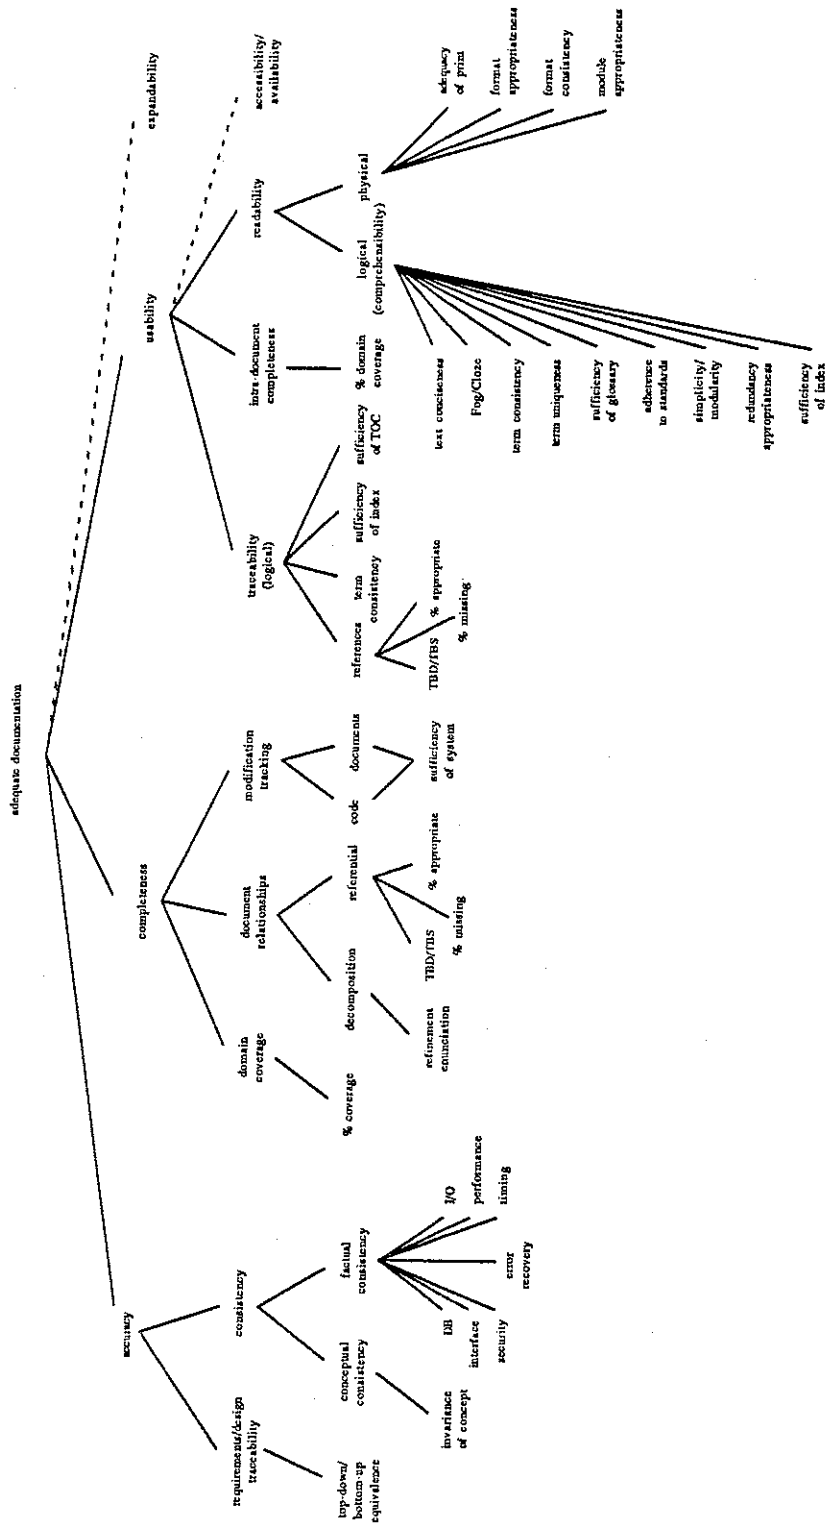 adequate documentation
accuracy
completeness
usability
expandability
requirements/design
traceability
consistency
domain
coverage
document
relationships
modification
tracking
traceability
(logical)
intra-document
completeness
readability
accessibility/
availability
top-down/
bottom-up
equivalence
conceptual
consistency
factual
consistency
% coverage
decomposition
referential
code
documents
references
term
consistency
sufficiency
of index
sufficiency
of TOC
% domain
coverage
logical
(comprehensibility)
physical
invariance
of concept
DB
interface
security
error
recovery
I/O
performance
timing
refinement
enunciation
TBD/TBS
% missing
% appropriate
sufficiency
of system
TBD/TBS
% missing
% appropriate
text conciseness
Fog/Cloze
term consistency
term uniqueness
sufficiency
of glossary
adherence
to standards
simplicity/
modularity
redundancy
appropriateness
sufficiency
of index
adequacy
of print
format
appropriateness
format
consistency
module
appropriateness